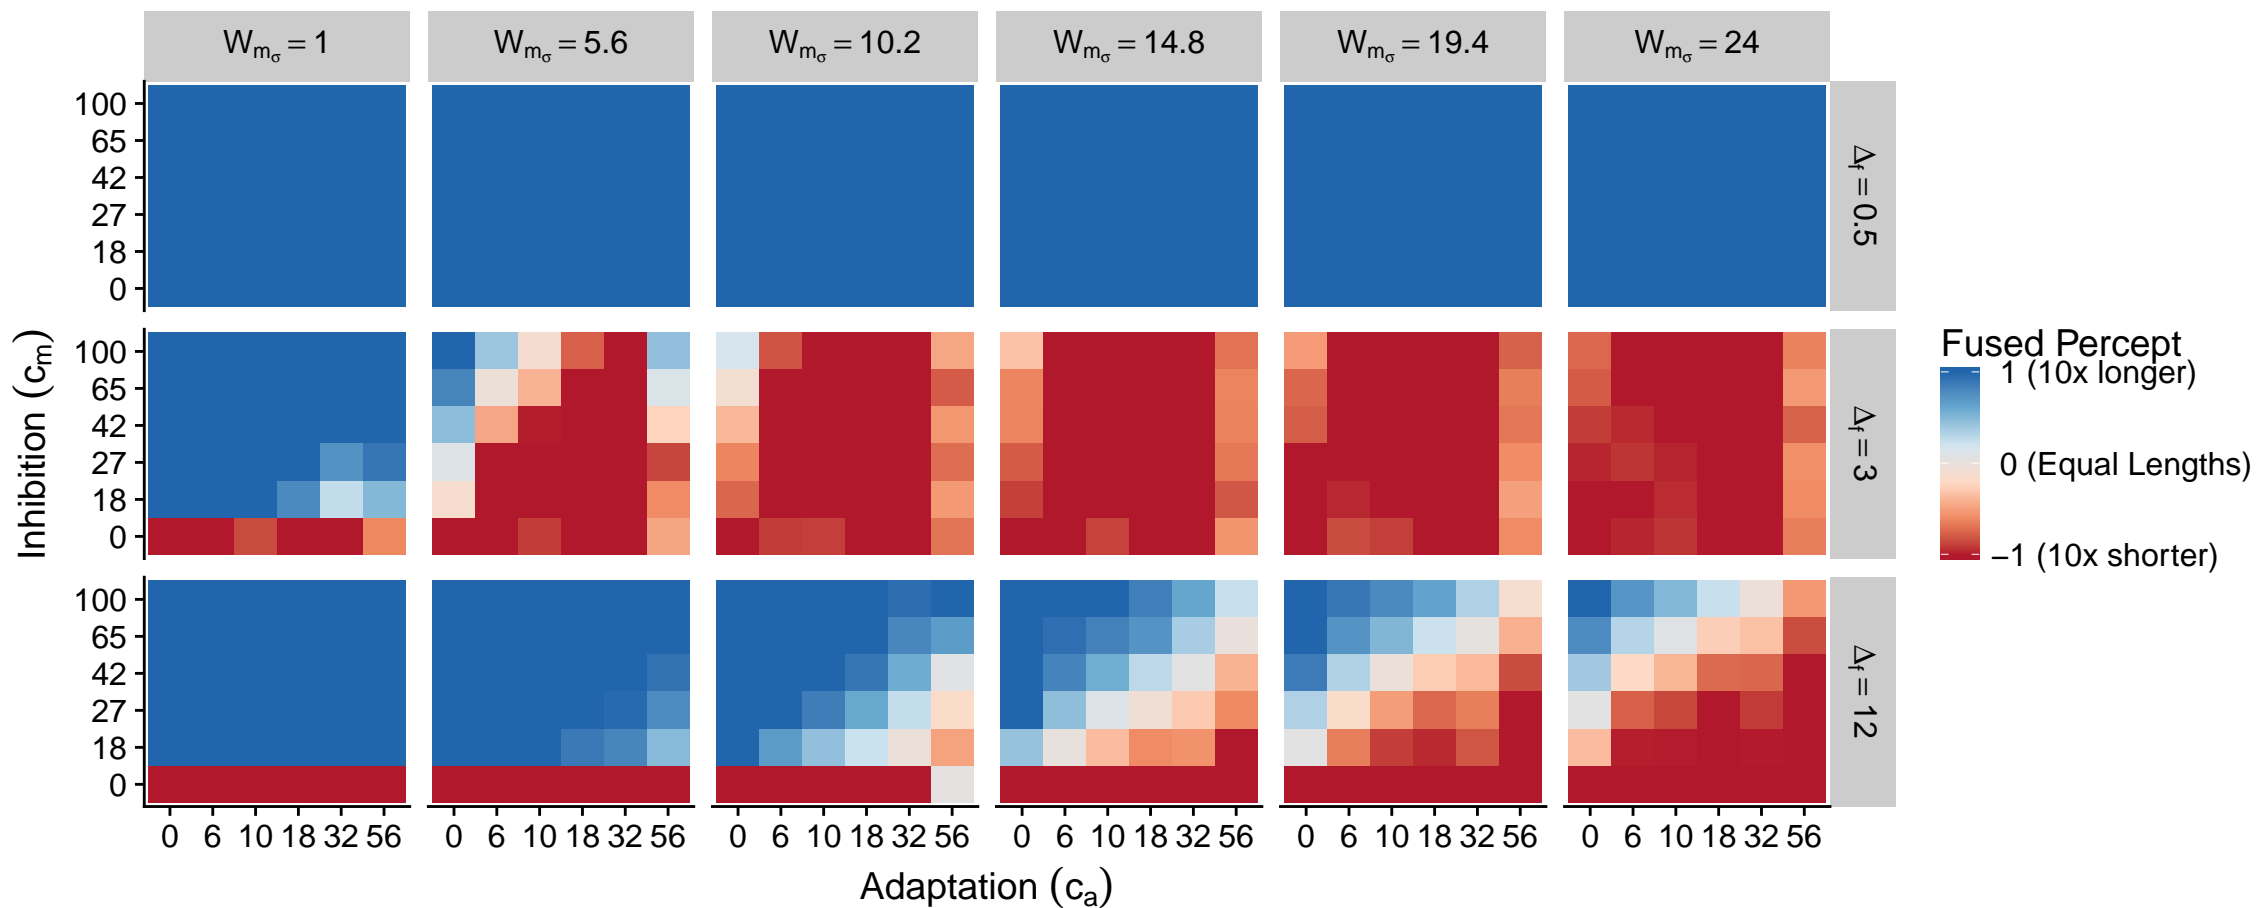 W_mσ = 1
W_mσ = 5.6
W_mσ = 10.2
W_mσ = 14.8
W_mσ = 19.4
W_mσ = 24
100
65
42
27
18
0
Δf = 0.5
100
65
42
27
18
0
Δf = 3
100
65
42
27
18
0
Δf = 12
Inhibition (cm)
0 6 10 18 32 56
0 6 10 18 32 56
0 6 10 18 32 56
0 6 10 18 32 56
0 6 10 18 32 56
0 6 10 18 32 56
Adaptation (ca)
Fused Percept
1 (10x longer)
0 (Equal Lengths)
−1 (10x shorter)